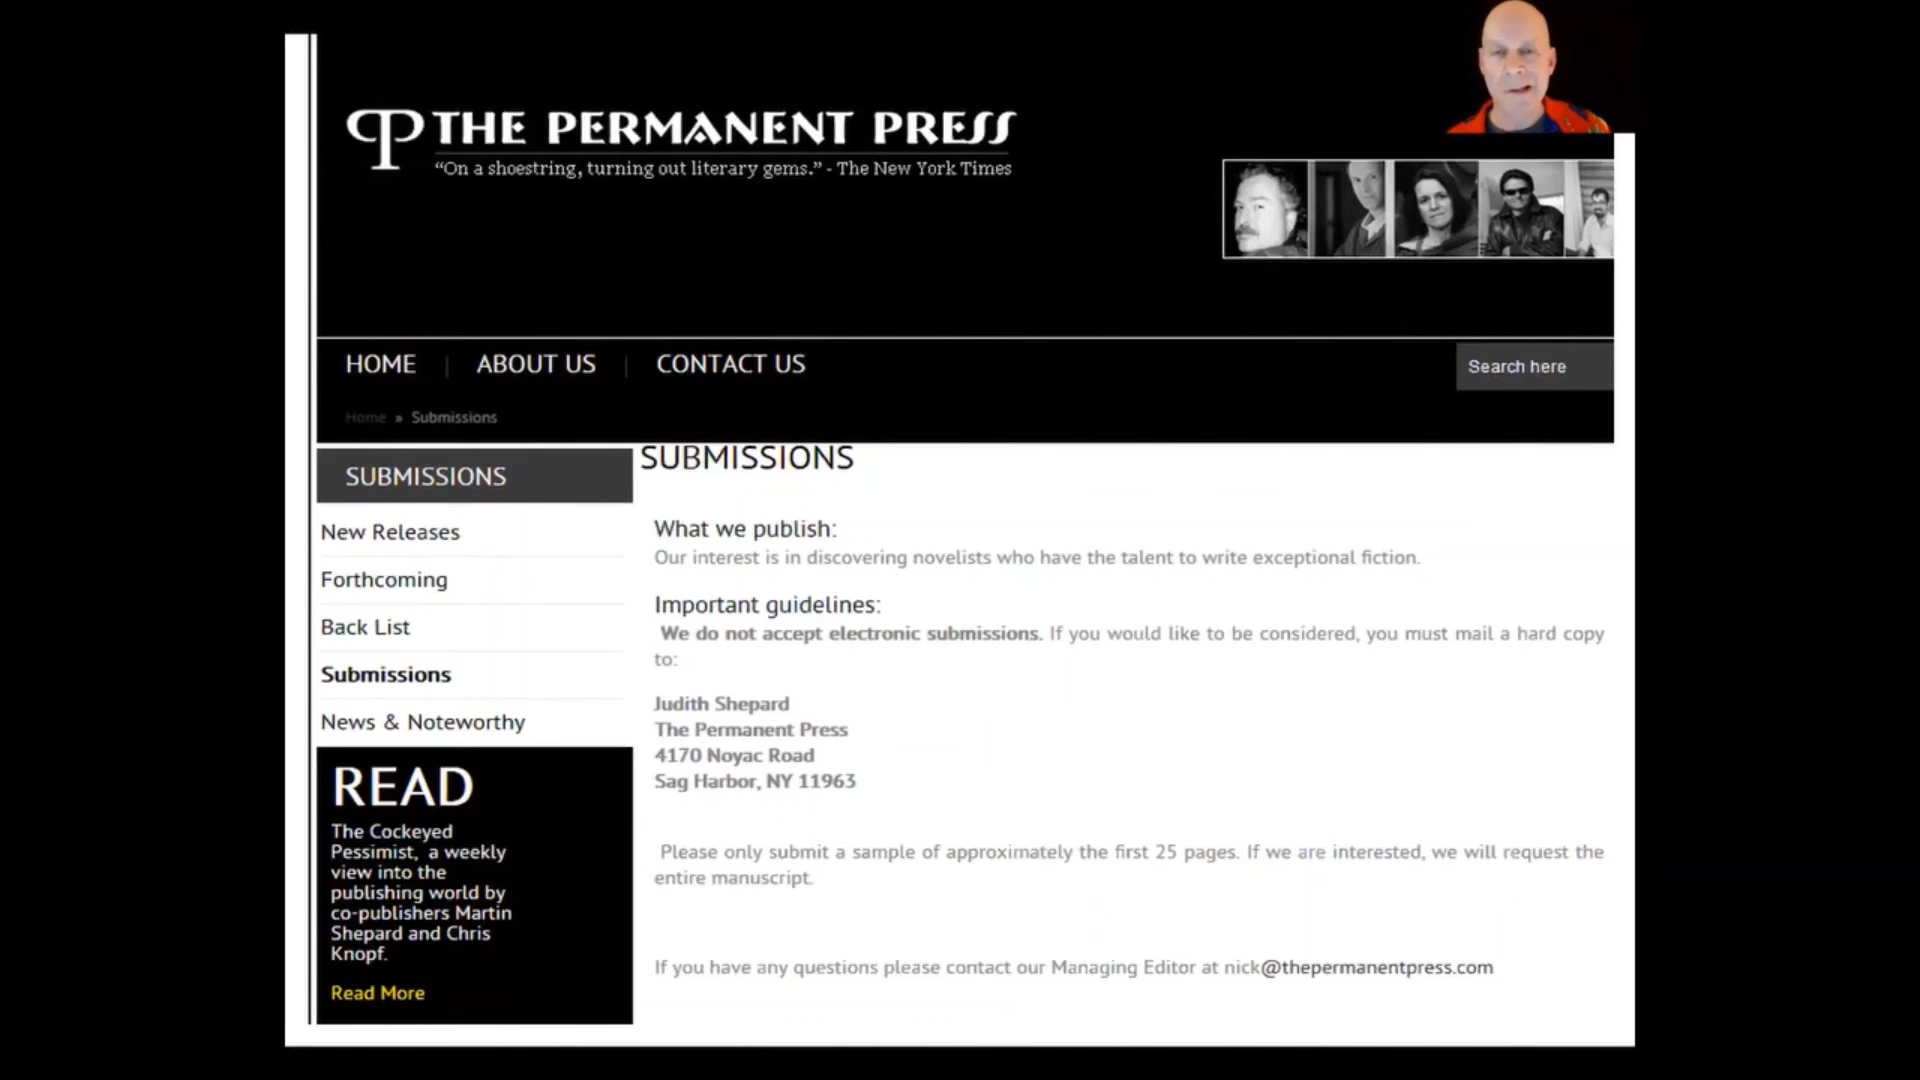 THE PERMANENT PRESS
“On a shoestring, turning out literary gems.” - The New York Times
HOME | ABOUT US | CONTACT US
Search here
Home » Submissions
SUBMISSIONS
New Releases
Forthcoming
Back List
Submissions
News & Noteworthy
READ
The Cockeyed
Pessimist, a weekly
view into the
publishing world by
co-publishers Martin
Shepard and Chris
Knopf.
Read More
SUBMISSIONS
What we publish:
Our interest is in discovering novelists who have the talent to write exceptional fiction.
Important guidelines:
We do not accept electronic submissions. If you would like to be considered, you must mail a hard copy
to:
Judith Shepard
The Permanent Press
4170 Noyac Road
Sag Harbor, NY 11963
Please only submit a sample of approximately the first 25 pages. If we are interested, we will request the
entire manuscript.
If you have any questions please contact our Managing Editor at nick@thepermanentpress.com